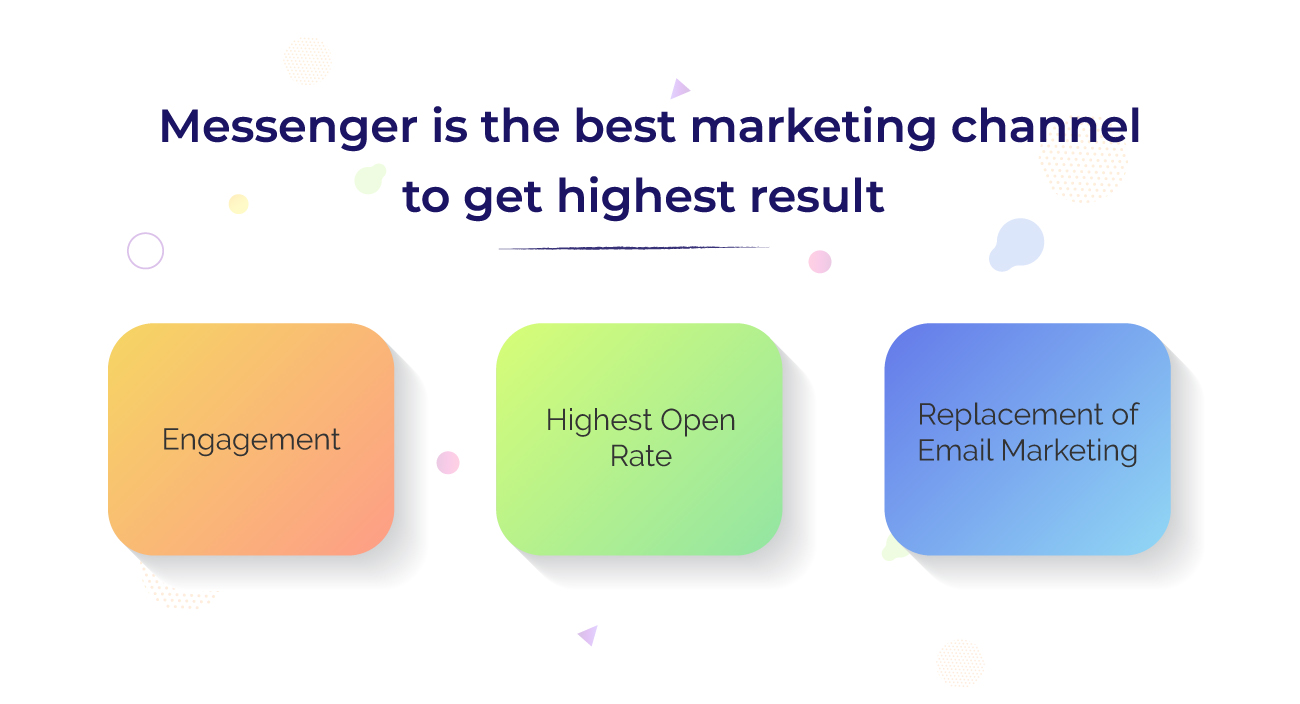 Messenger is the best marketing channel
to get highest result
Engagement
Highest Open
Rate
Replacement of
Email Marketing